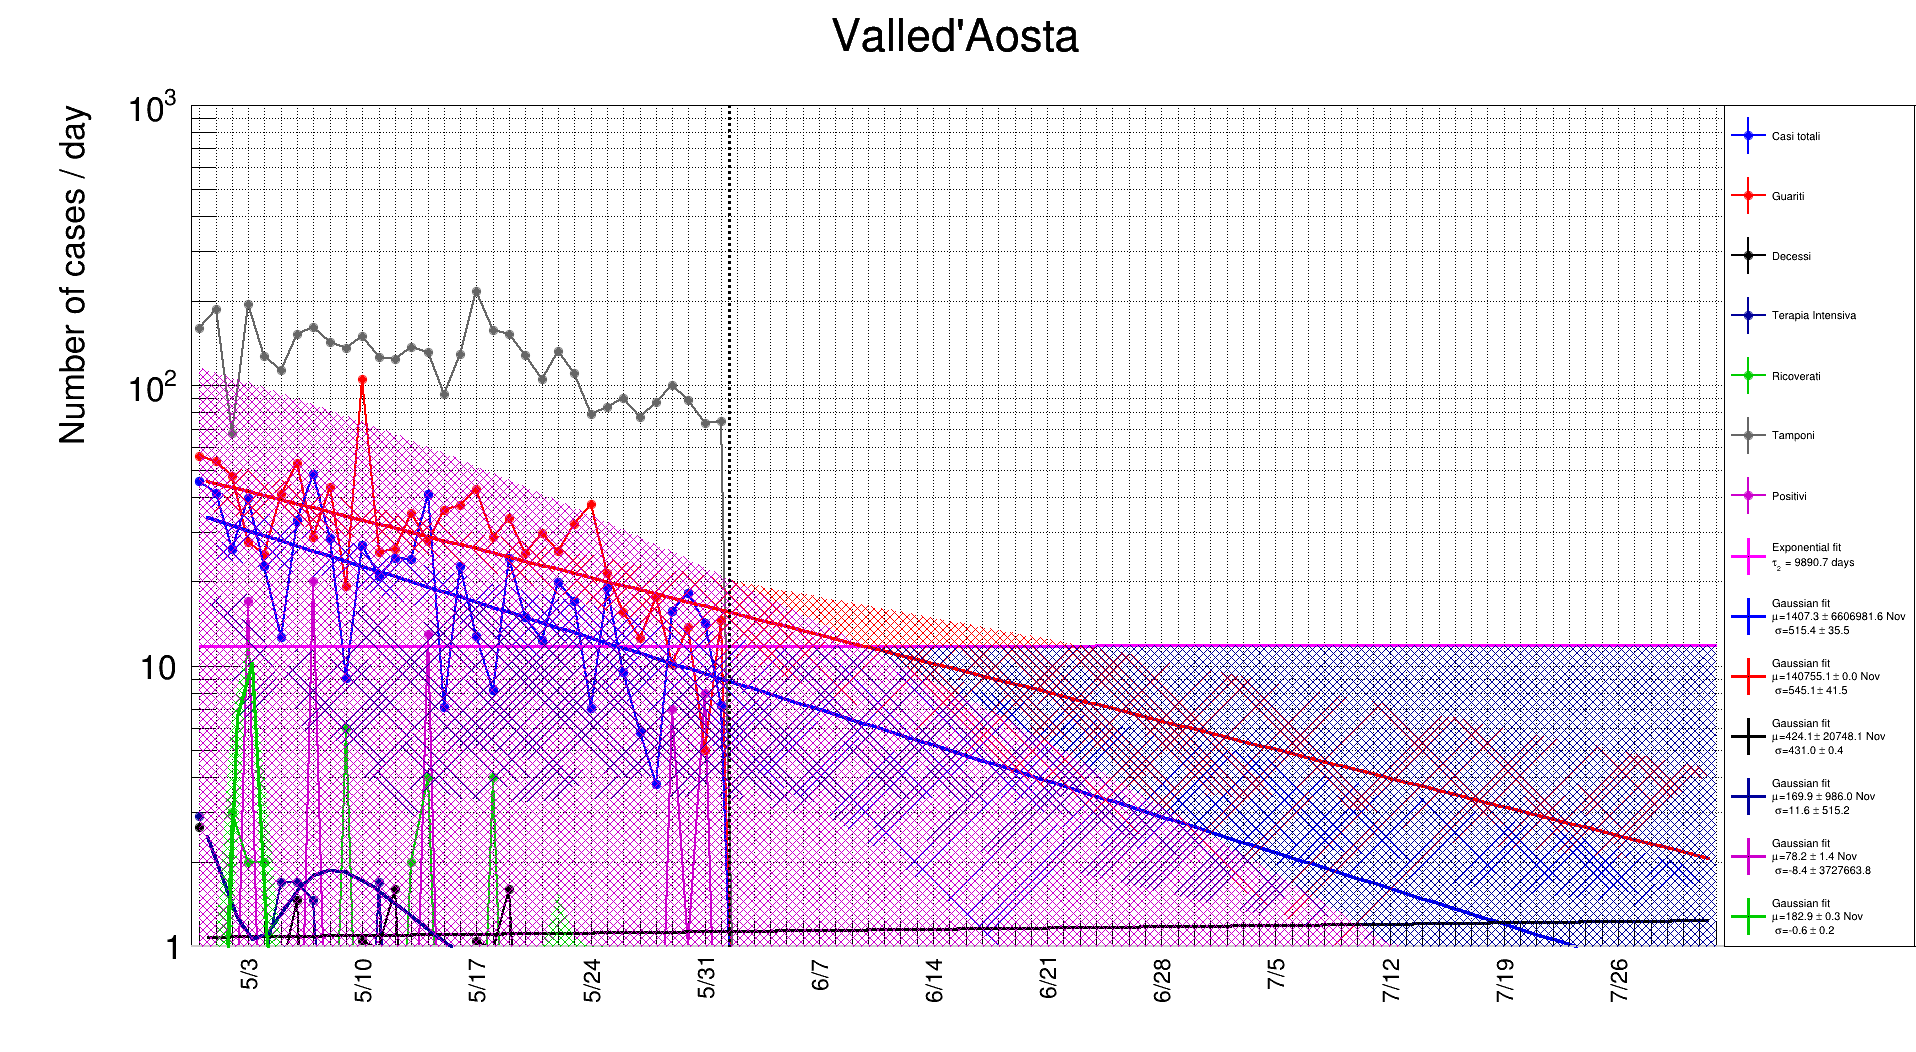 Valled'Aosta
Number of cases / day
10³
10²
10
1
5/3
5/10
5/17
5/24
5/31
6/7
6/14
6/21
6/28
7/5
7/12
7/19
7/26
Casi totali
Guariti
Decessi
Terapia Intensiva
Ricoverati
Tamponi
Positivi
Exponential fit
τ₂ = 9890.7 days
Gaussian fit
μ=1407.3 ± 6606981.6 Nov
σ=515.4 ± 35.5
Gaussian fit
μ=140755.1 ± 0.0 Nov
σ=545.1 ± 41.5
Gaussian fit
μ=424.1 ± 20748.1 Nov
σ=431.0 ± 0.4
Gaussian fit
μ=169.9 ± 986.0 Nov
σ=11.6 ± 515.2
Gaussian fit
μ=78.2 ± 1.4 Nov
σ=-8.4 ± 3727663.8
Gaussian fit
μ=182.9 ± 0.3 Nov
σ=-0.6 ± 0.2